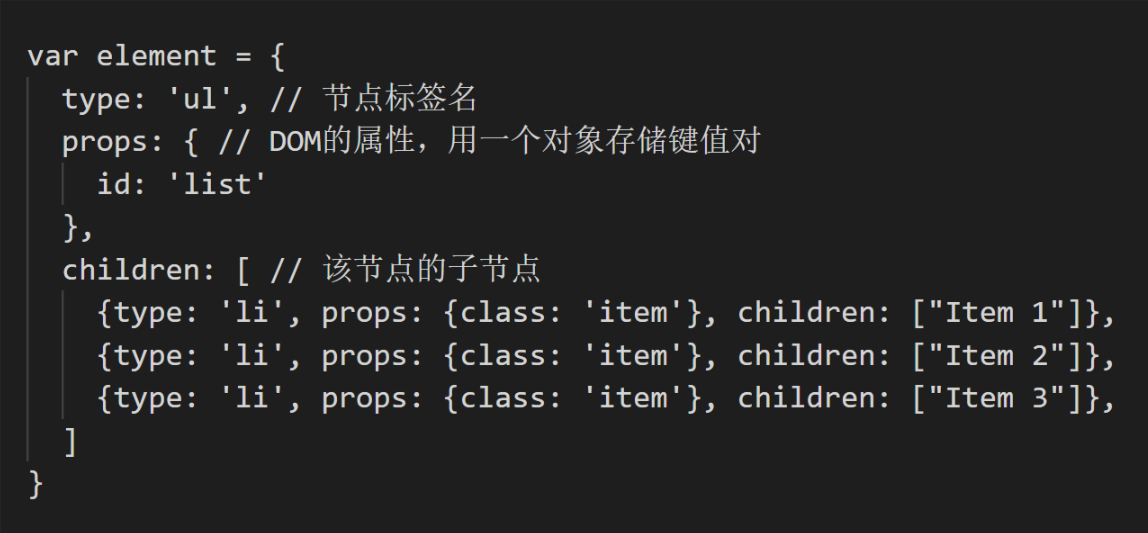 var element = {
  type: 'ul', // 节点标签名
  props: { // DOM的属性，用一个对象存储键值对
    id: 'list'
  },
  children: [ // 该节点的子节点
    {type: 'li', props: {class: 'item'}, children: ["Item 1"]},
    {type: 'li', props: {class: 'item'}, children: ["Item 2"]},
    {type: 'li', props: {class: 'item'}, children: ["Item 3"]},
  ]
}